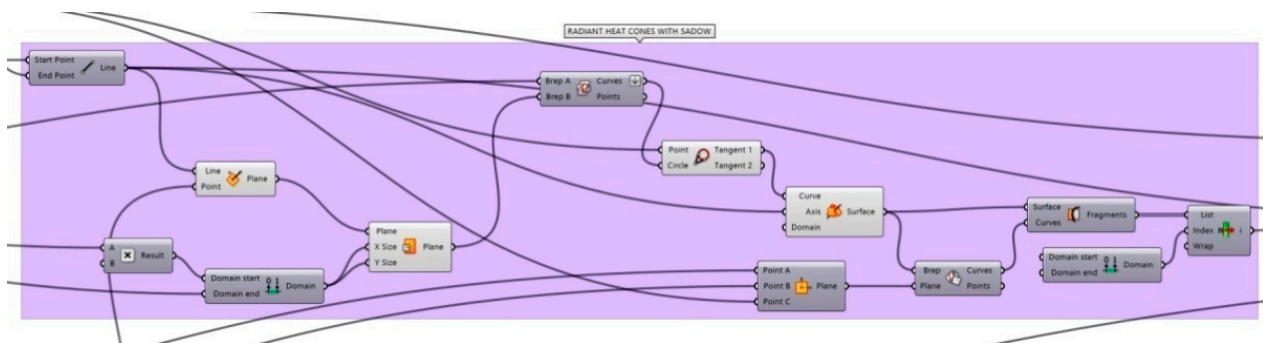 RADIANT HEAT CONES WITH SADOW
Start Point
End Point
Line
Line
Point
Plane
A
B
Result
Domain start
Domain end
Domain
Plane
X Size
Y Size
Plane
Brep A
Brep B
Curves
Points
Point
Circle
Tangent 1
Tangent 2
Curve
Axis
Domain
Surface
Point A
Point B
Point C
Plane
Brep
Plane
Curves
Points
Surface
Curves
Fragments
Domain start
Domain end
Domain
List
Index
Wrap
i